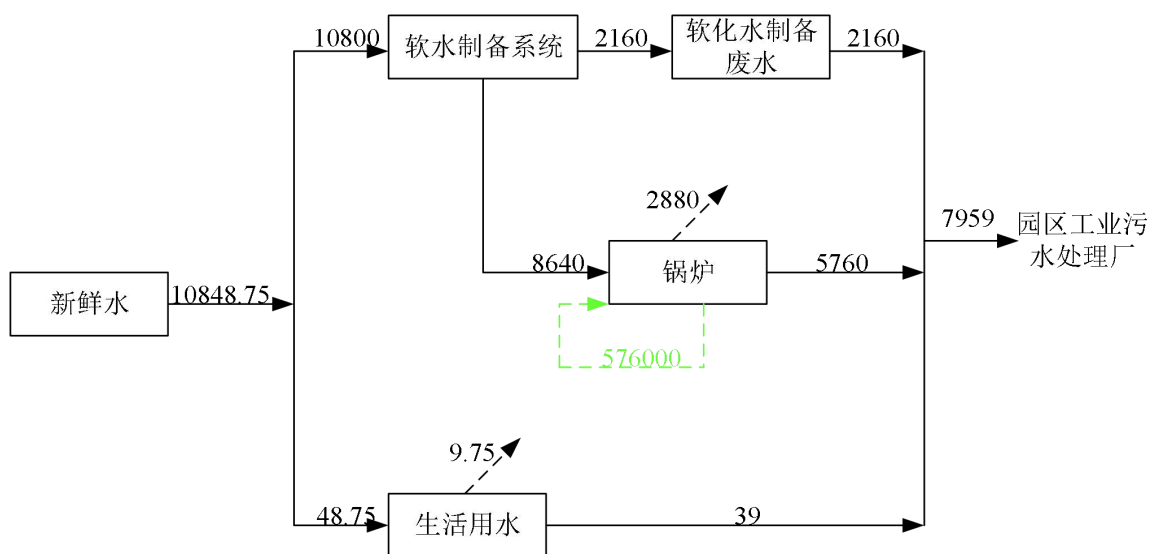 10800
软水制备系统
2160
软化水制备
废水
2160
2880
7959
园区工业污
水处理厂
8640
锅炉
5760
新鲜水
10848.75
576000
9.75
48.75
生活用水
39